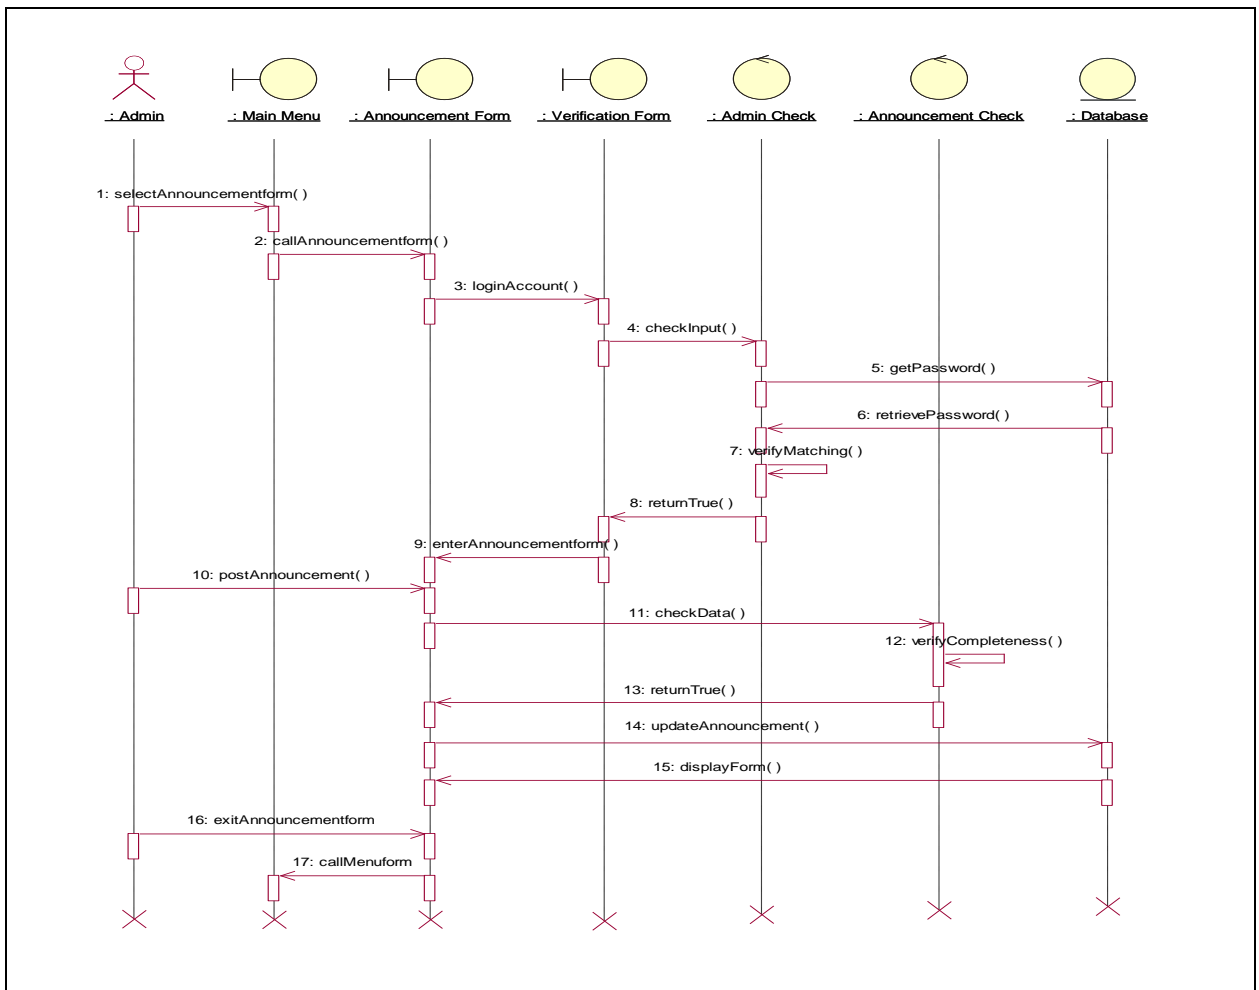 : Admin
: Main Menu
: Announcement Form
: Verification Form
: Admin Check
: Announcement Check
: Database
1: selectAnnouncementform( )
2: callAnnouncementform( )
3: loginAccount( )
4: checkInput( )
5: getPassword( )
6: retrievePassword( )
7: verifyMatching( )
8: returnTrue( )
9: enterAnnouncementform( )
10: postAnnouncement( )
11: checkData( )
12: verifyCompleteness( )
13: returnTrue( )
14: updateAnnouncement( )
15: displayForm( )
16: exitAnnouncementform
17: callMenuform